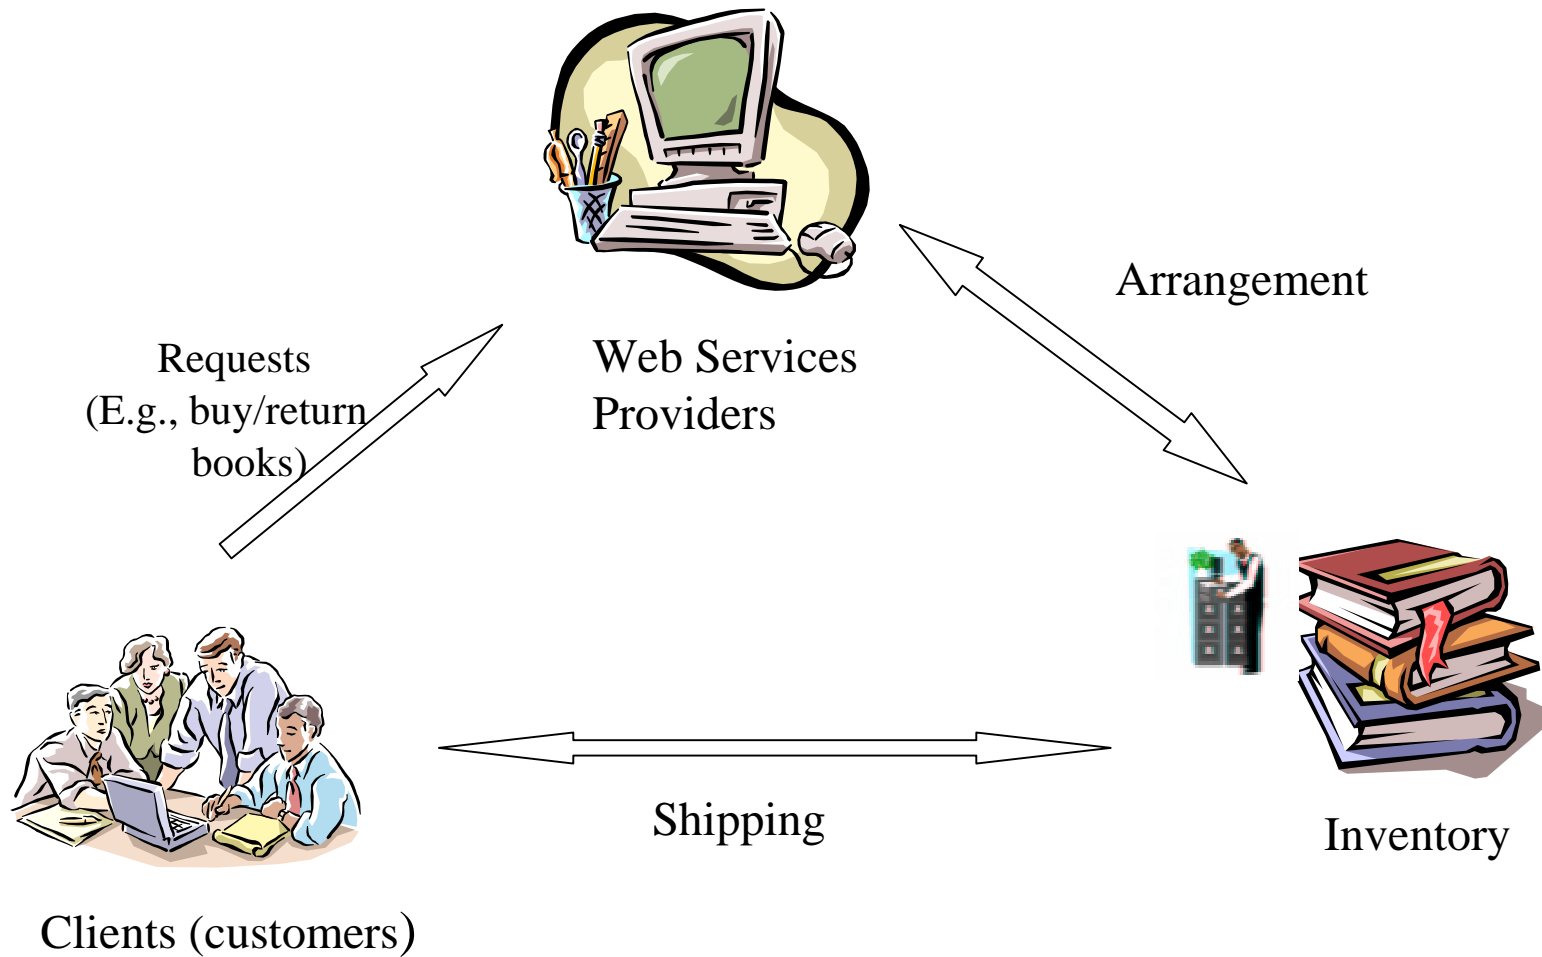 Arrangement
Requests
(E.g., buy/return
books)
Web Services
Providers
Shipping
Inventory
Clients (customers)